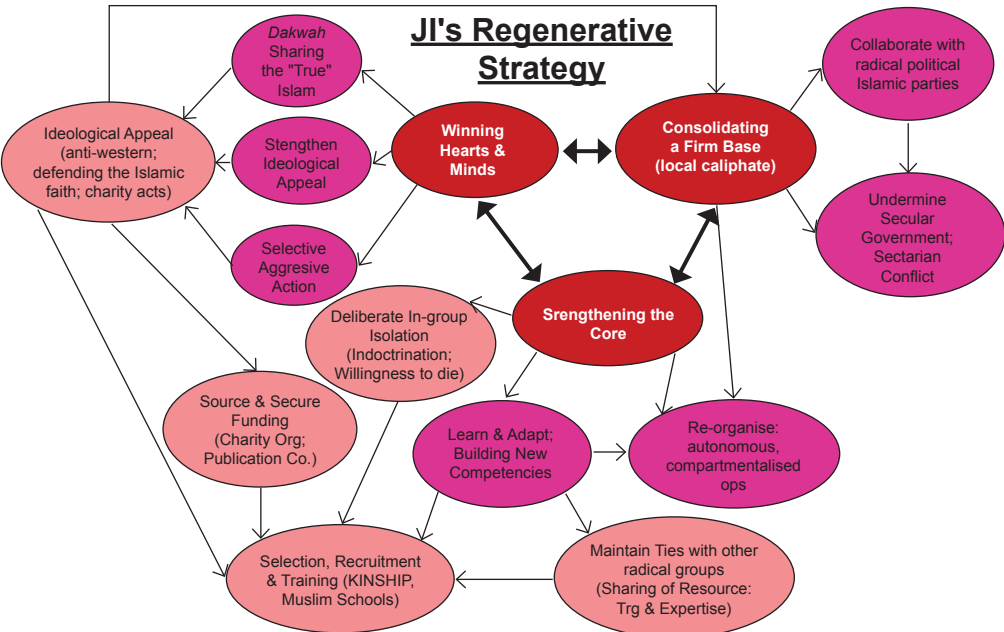 JI's Regenerative
Strategy
Dakwah
Sharing
the "True"
Islam
Collaborate with
radical political
Islamic parties
Ideological Appeal
(anti-western;
defending the Islamic
faith; charity acts)
Stengthen
Ideological
Appeal
Winning
Hearts &
Minds
Consolidating
a Firm Base
(local caliphate)
Undermine
Secular
Government;
Sectarian
Conflict
Selective
Aggresive
Action
Deliberate In-group
Isolation
(Indoctrination;
Willingness to die)
Srengthening the
Core
Source & Secure
Funding
(Charity Org;
Publication Co.)
Learn & Adapt;
Building New
Competencies
Re-organise:
autonomous,
compartmentalised
ops
Selection, Recruitment
& Training (KINSHIP,
Muslim Schools)
Maintain Ties with other
radical groups
(Sharing of Resource:
Trg & Expertise)